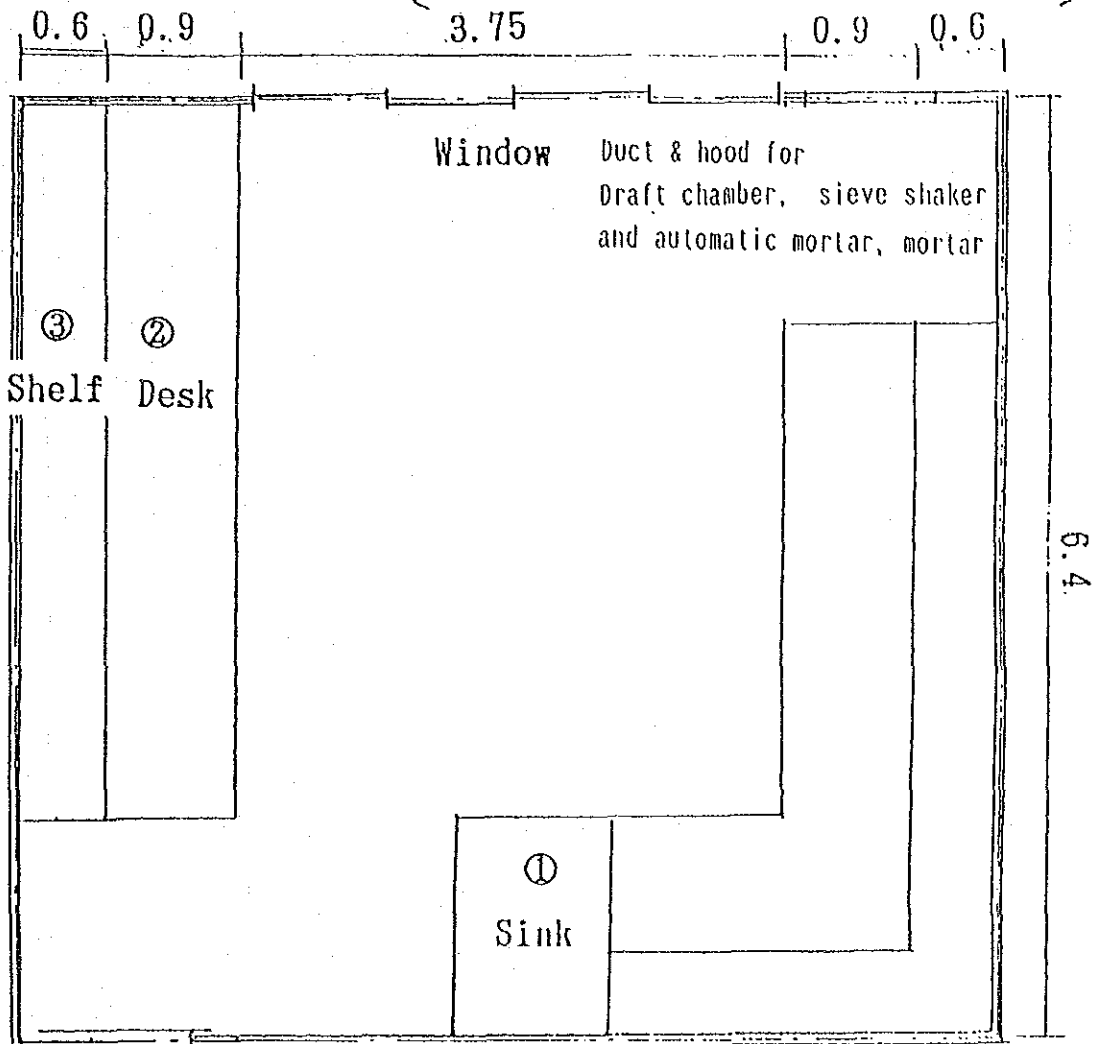 0.6 0.9 3.75 0.9 0.6
Window
Duct & hood for
Draft chamber, sieve shaker
and automatic mortar, mortar
③ ②
Shelf Desk
6.4
①
Sink